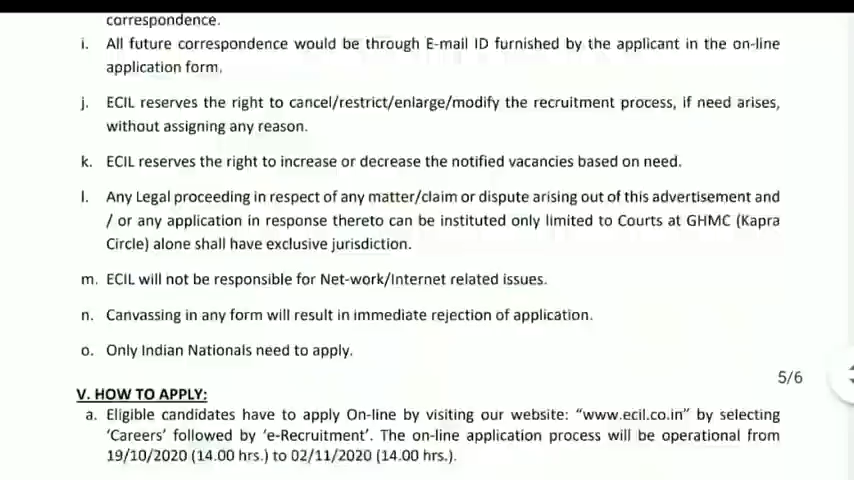 correspondence.
i. All future correspondence would be through E-mail ID furnished by the applicant in the on-line
application form.
j. ECIL reserves the right to cancel/restrict/enlarge/modify the recruitment process, if need arises,
without assigning any reason.
k. ECIL reserves the right to increase or decrease the notified vacancies based on need.
l. Any Legal proceeding in respect of any matter/claim or dispute arising out of this advertisement and
/ or any application in response thereto can be instituted only limited to Courts at GHMC (Kapra
Circle) alone shall have exclusive jurisdiction.
m. ECIL will not be responsible for Net-work/Internet related issues.
n. Canvassing in any form will result in immediate rejection of application.
o. Only Indian Nationals need to apply.
5/6
V. HOW TO APPLY:
a. Eligible candidates have to apply On-line by visiting our website: “www.ecil.co.in” by selecting
‘Careers’ followed by ‘e-Recruitment’. The on-line application process will be operational from
19/10/2020 (14.00 hrs.) to 02/11/2020 (14.00 hrs.).